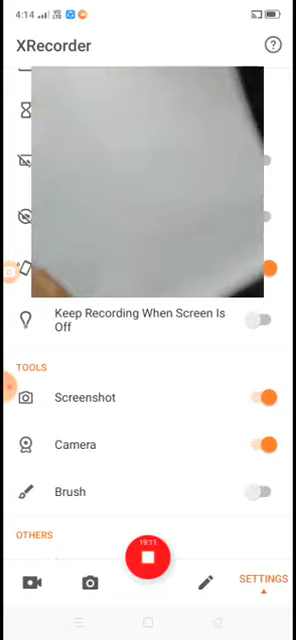 4:14
XRecorder
Keep Recording When Screen Is
Off
TOOLS
Screenshot
Camera
Brush
OTHERS
19:11
SETTINGS